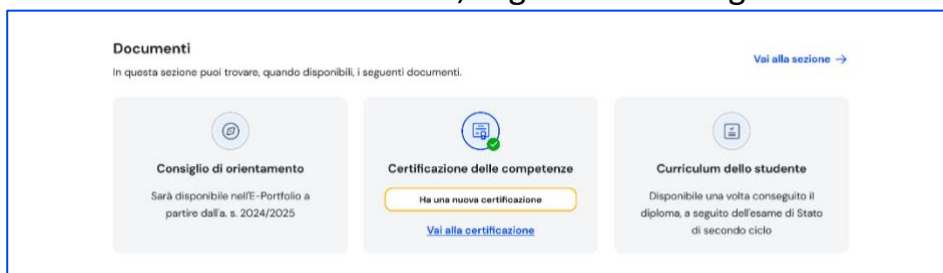 Documenti
In questa sezione puoi trovare, quando disponibili, i seguenti documenti.
Vai alla sezione →
Consiglio di orientamento
Sarà disponibile nell'E-Portfolio a
partire dall'a. s. 2024/2025
Certificazione delle competenze
Ha una nuova certificazione
Vai alla certificazione
Curriculum dello studente
Disponibile una volta conseguito il
diploma, a seguito dell'esame di Stato
di secondo ciclo